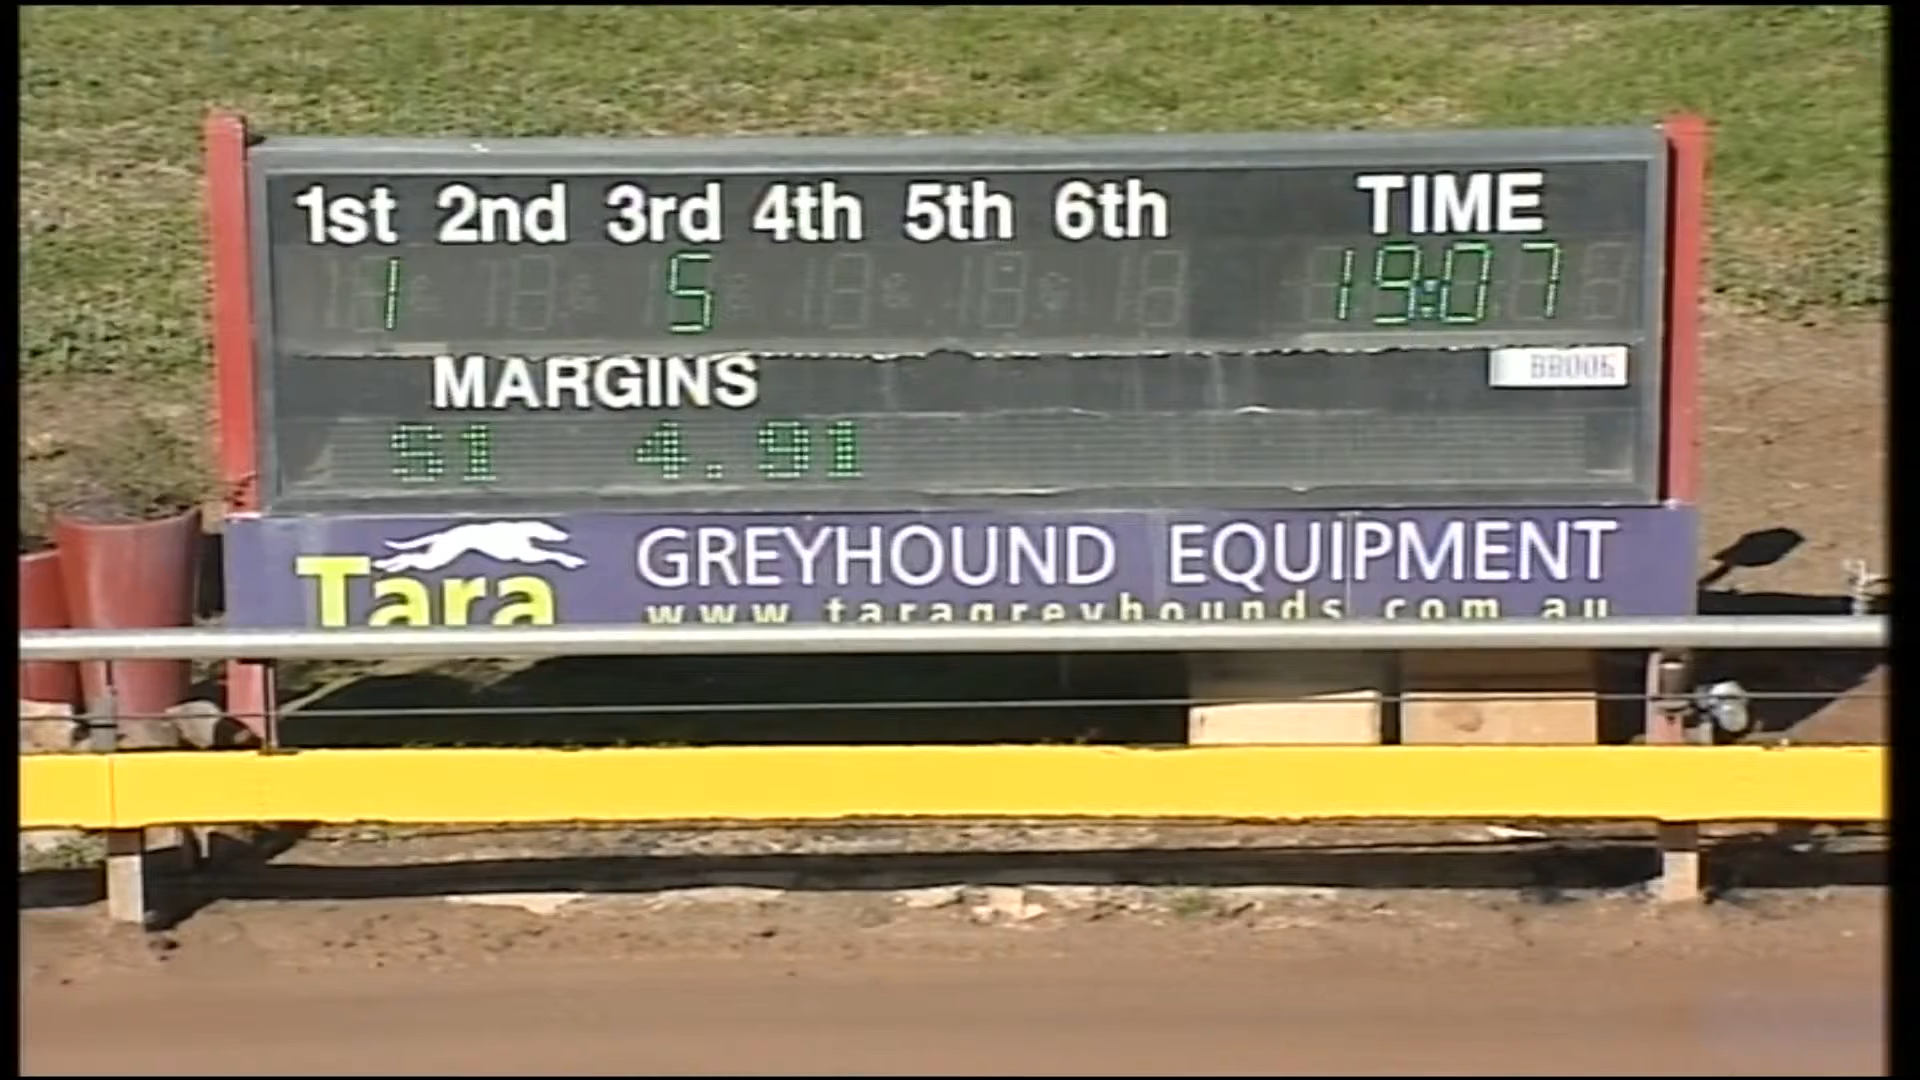 1st 2nd 3rd 4th 5th 6th TIME
1 5 19:07
MARGINS
S1 4.91
Tara GREYHOUND EQUIPMENT
www.taragreyhounds.com.au